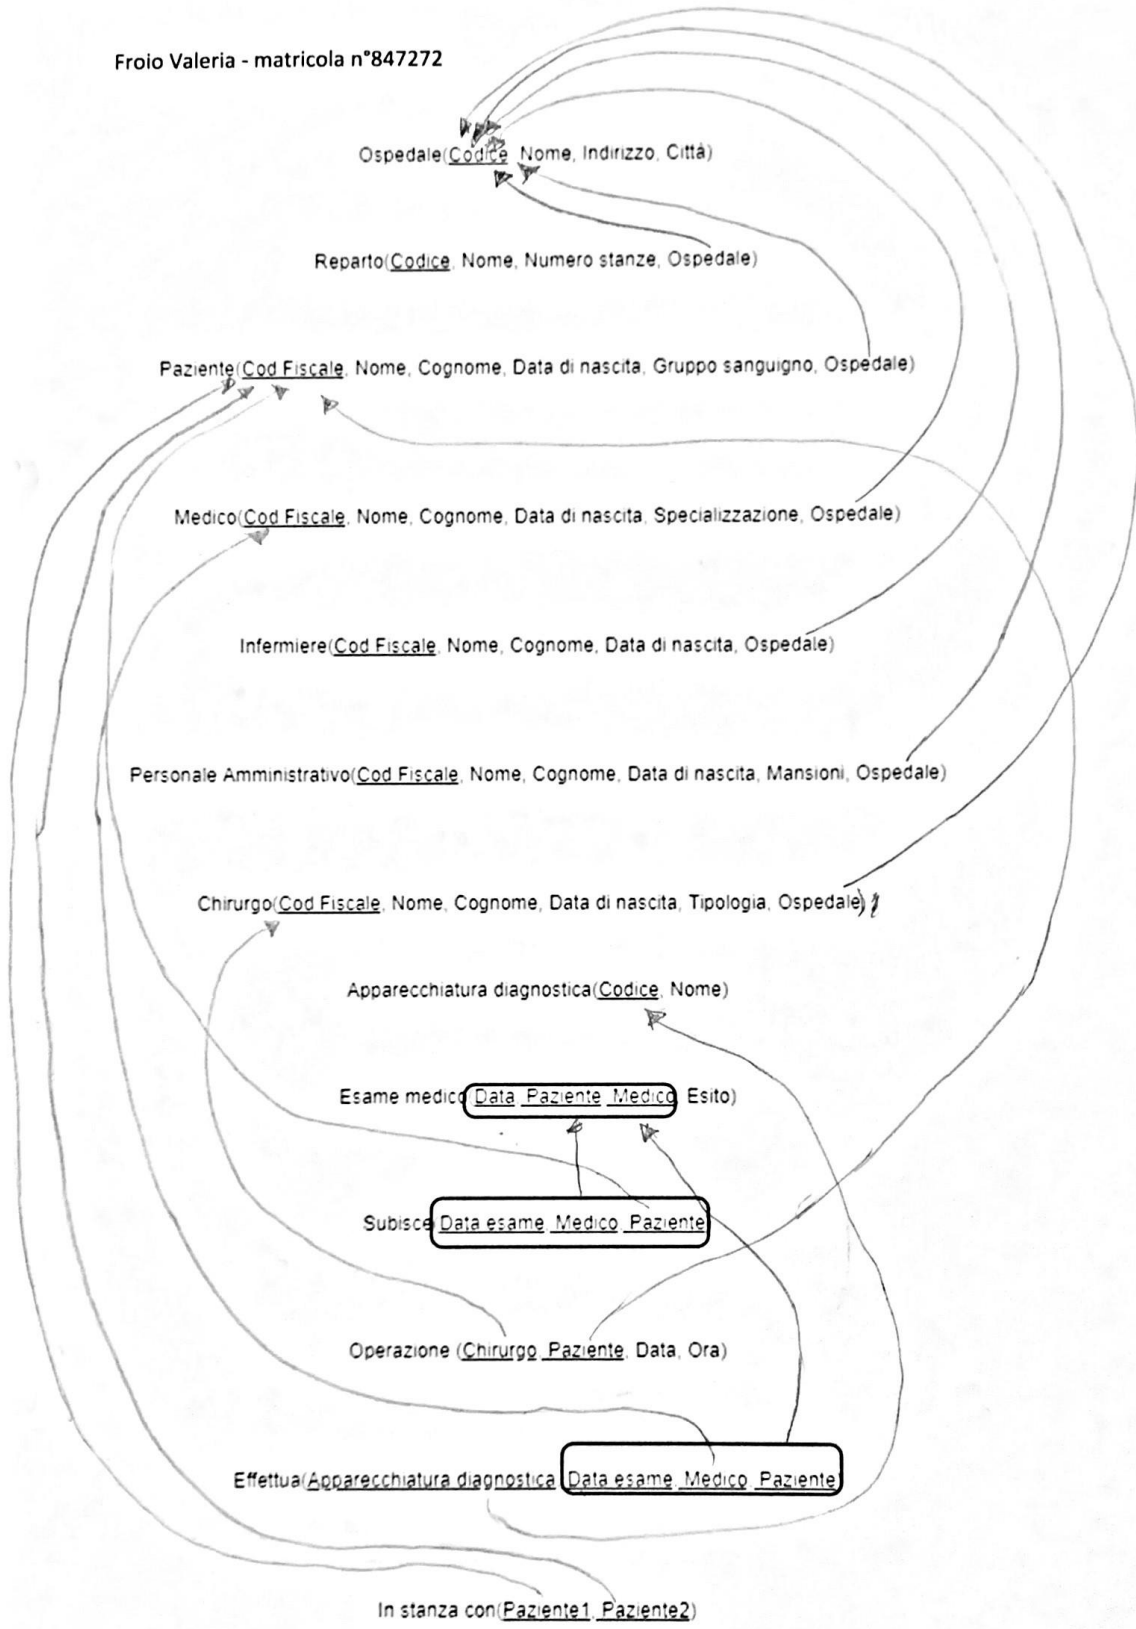 Froio Valeria - matricola n°847272
Ospedale(Codice, Nome, Indirizzo, Città)
Reparto(Codice, Nome, Numero stanze, Ospedale)
Paziente(Cod Fiscale, Nome, Cognome, Data di nascita, Gruppo sanguigno, Ospedale)
Medico(Cod Fiscale, Nome, Cognome, Data di nascita, Specializzazione, Ospedale)
Infermiere(Cod Fiscale, Nome, Cognome, Data di nascita, Ospedale)
Personale Amministrativo(Cod Fiscale, Nome, Cognome, Data di nascita, Mansioni, Ospedale)
Chirurgo(Cod Fiscale, Nome, Cognome, Data di nascita, Tipologia, Ospedale)
Apparecchiatura diagnostica(Codice, Nome)
Esame medico(Data, Paziente, Medico, Esito)
Subisce(Data esame, Medico, Paziente)
Operazione (Chirurgo, Paziente, Data, Ora)
Effettua(Apparecchiatura diagnostica, Data esame, Medico, Paziente)
In stanza con(Paziente1, Paziente2)